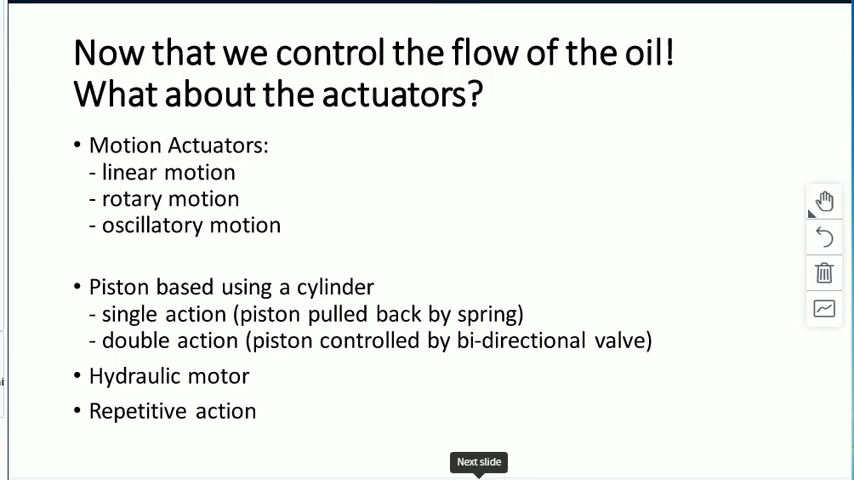 Now that we control the flow of the oil!
What about the actuators?
• Motion Actuators:
- linear motion
- rotary motion
- oscillatory motion
• Piston based using a cylinder
- single action (piston pulled back by spring)
- double action (piston controlled by bi-directional valve)
• Hydraulic motor
• Repetitive action
Next slide